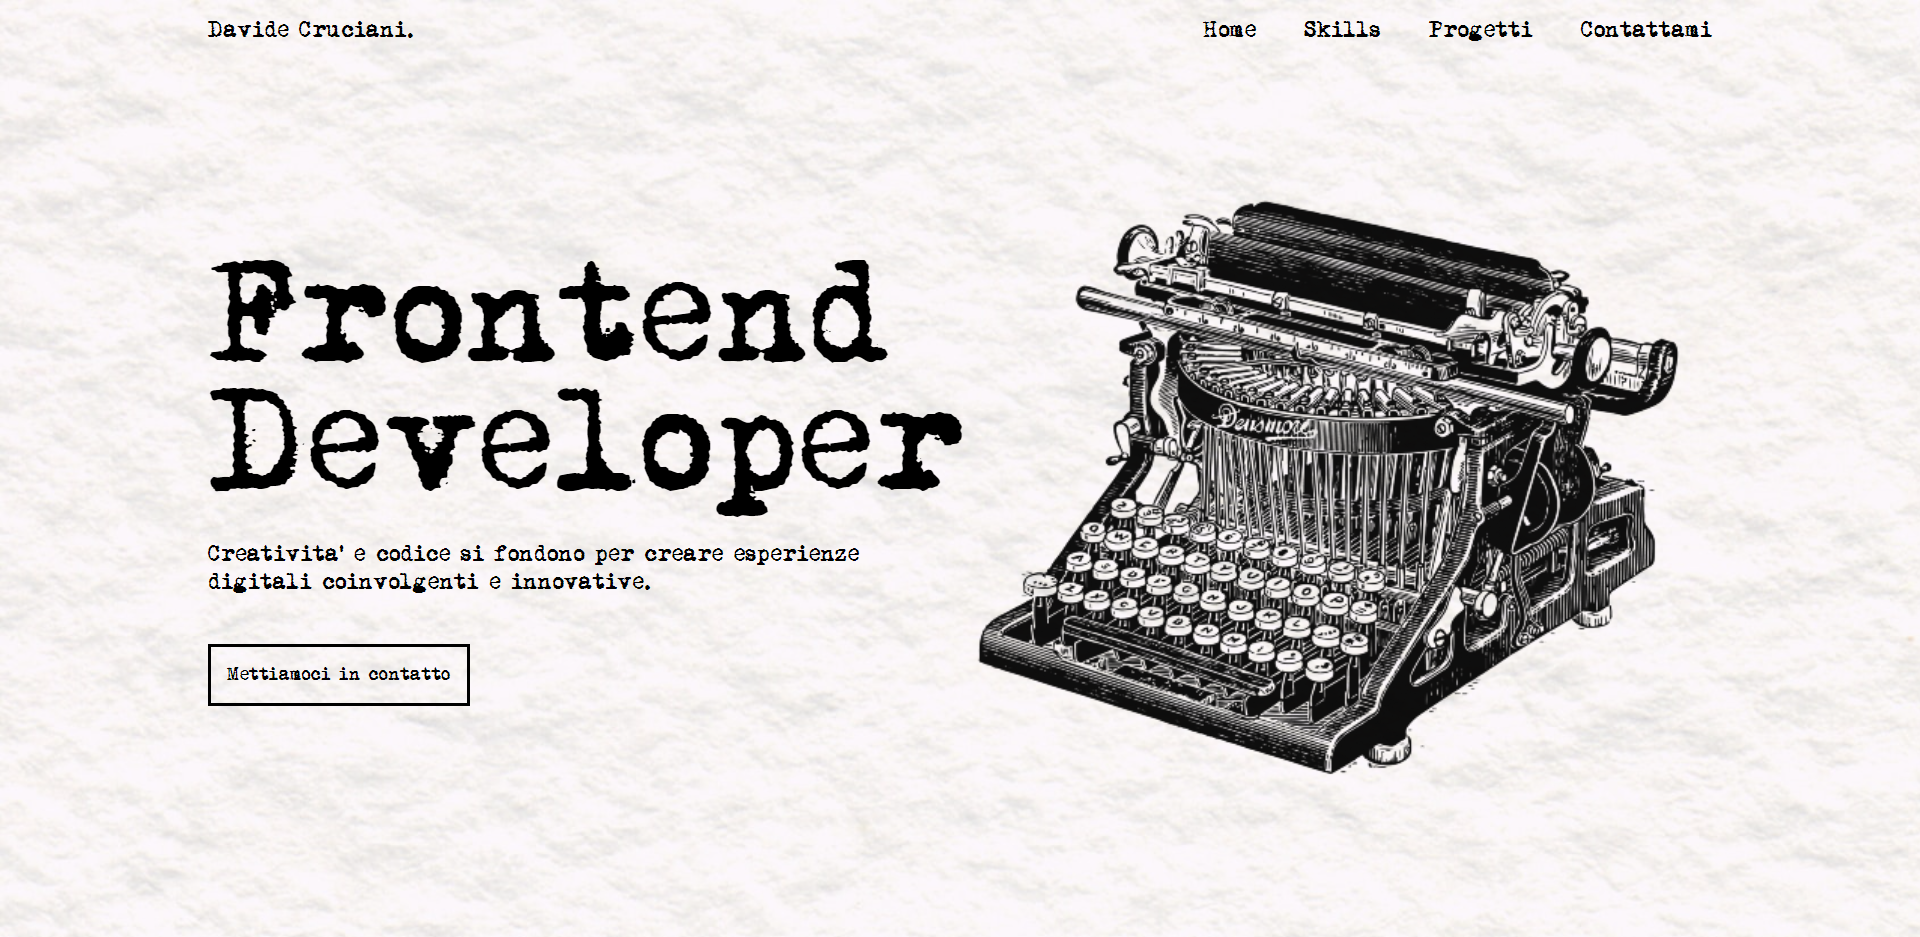 Davide Cruciani.
Home Skills Progetti Contattami
Frontend
Developer
Creativita' e codice si fondono per creare esperienze
digitali coinvolgenti e innovative.
Mettiamoci in contatto
Densmore